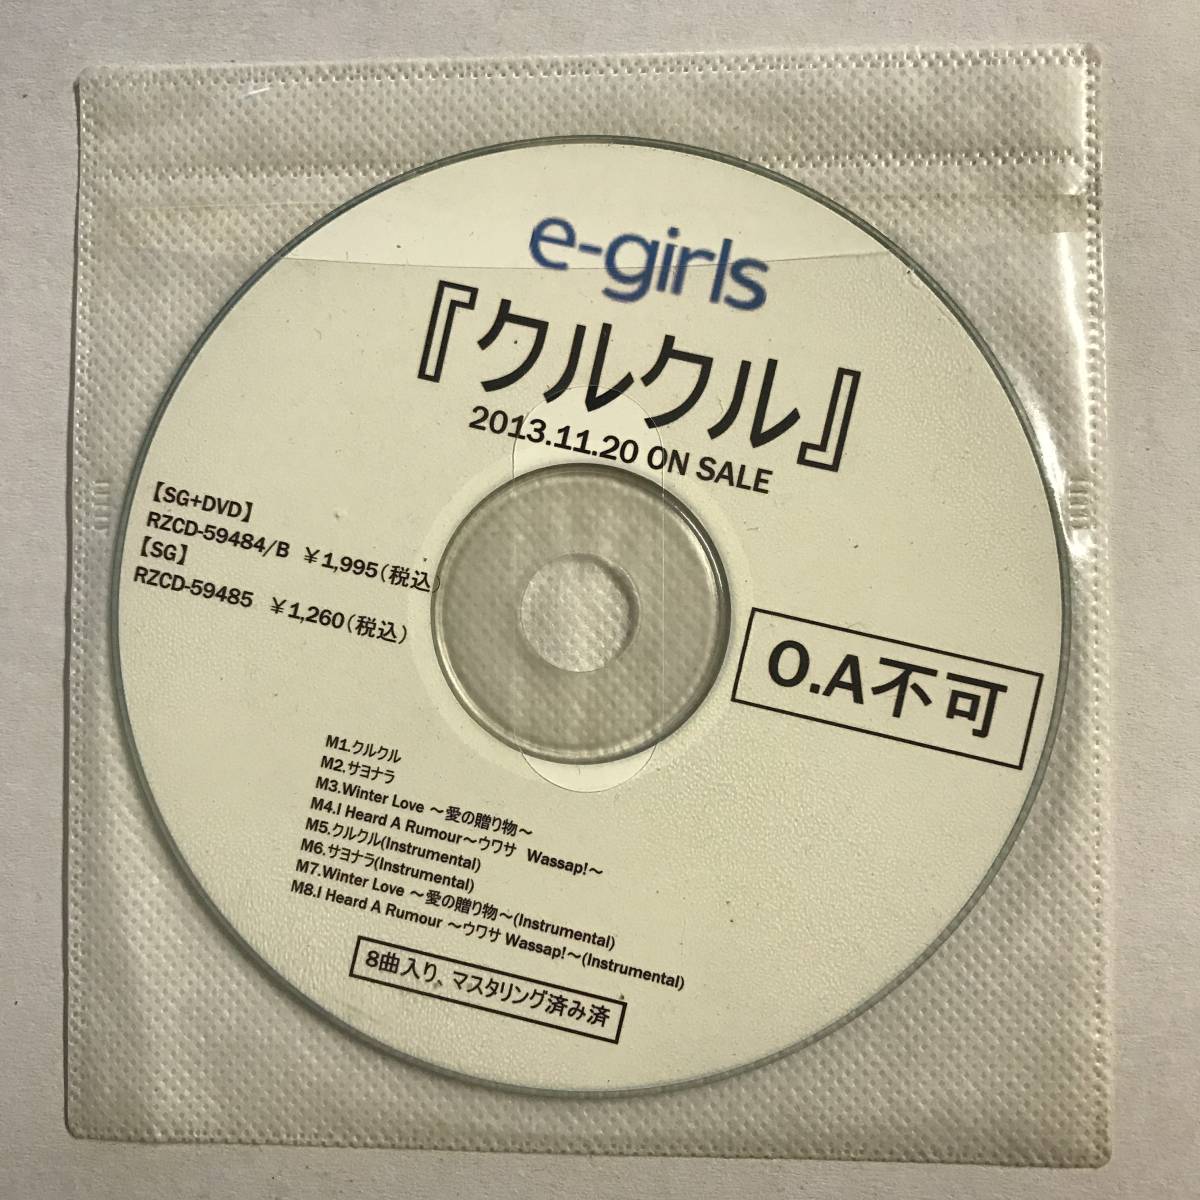 e-girls
『クルクル』
2013.11.20 ON SALE
【SG+DVD】
RZCD-59484/B ￥1,995(税込)
【SG】
RZCD-59485 ￥1,260(税込)
O.A不可
M1.クルクル
M2.サヨナラ
M3.Winter Love ～愛の贈り物～
M4.I Heard A Rumour～ウワサ Wassap!～
M5.クルクル(Instrumental)
M6.サヨナラ(Instrumental)
M7.Winter Love ～愛の贈り物～(Instrumental)
M8.I Heard A Rumour ～ウワサ Wassap!～(Instrumental)
8曲入り、マスタリング済み済